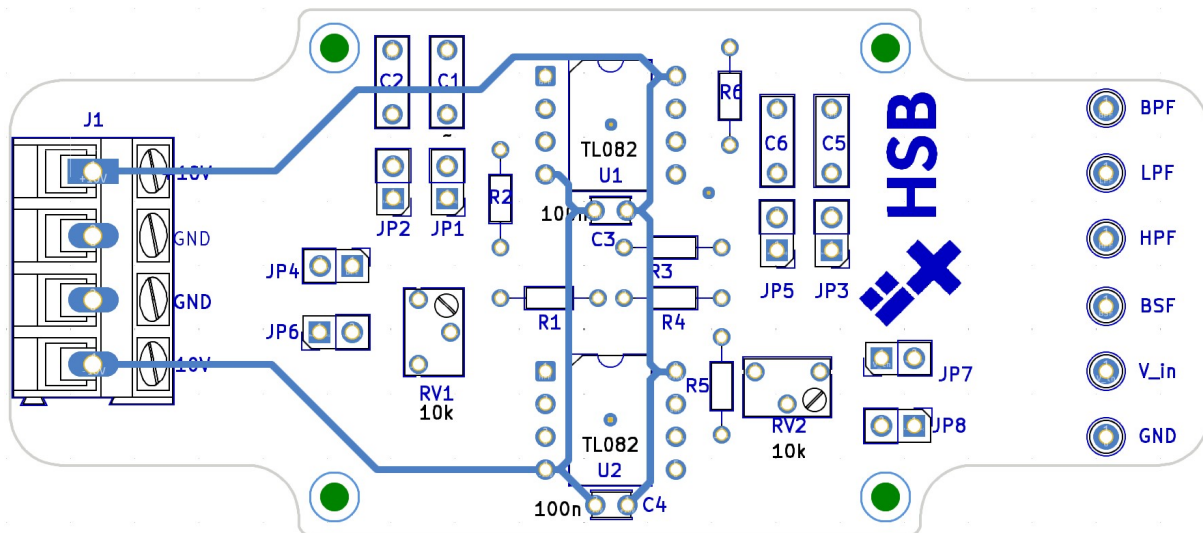 J1
10V
GND
GND
10V
C2
C1
~
JP2
JP1
R2
JP4
JP6
RV1
10k
TL082
U1
100n
C3
R3
R1
R4
R6
C6
C5
JP5
JP3
HSB
TL082
U2
100n
C4
R5
RV2
10k
JP7
JP8
BPF
LPF
HPF
BSF
V_in
GND